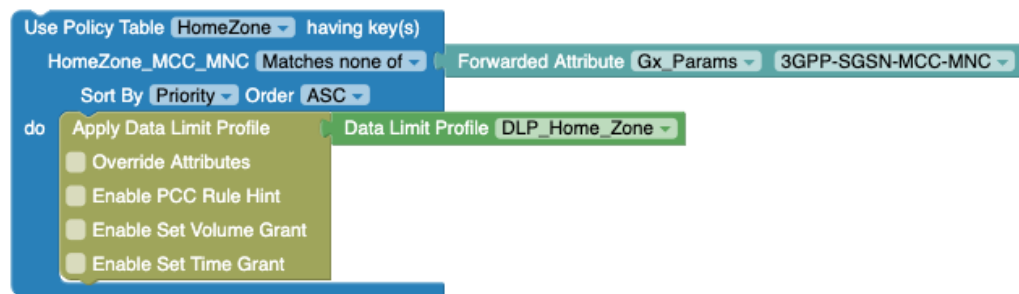 Use Policy Table HomeZone having key(s)
HomeZone_MCC_MNC Matches none of Forwarded Attribute Gx_Params 3GPP-SGSN-MCC-MNC
Sort By Priority Order ASC
do Apply Data Limit Profile Data Limit Profile DLP_Home_Zone
Override Attributes
Enable PCC Rule Hint
Enable Set Volume Grant
Enable Set Time Grant